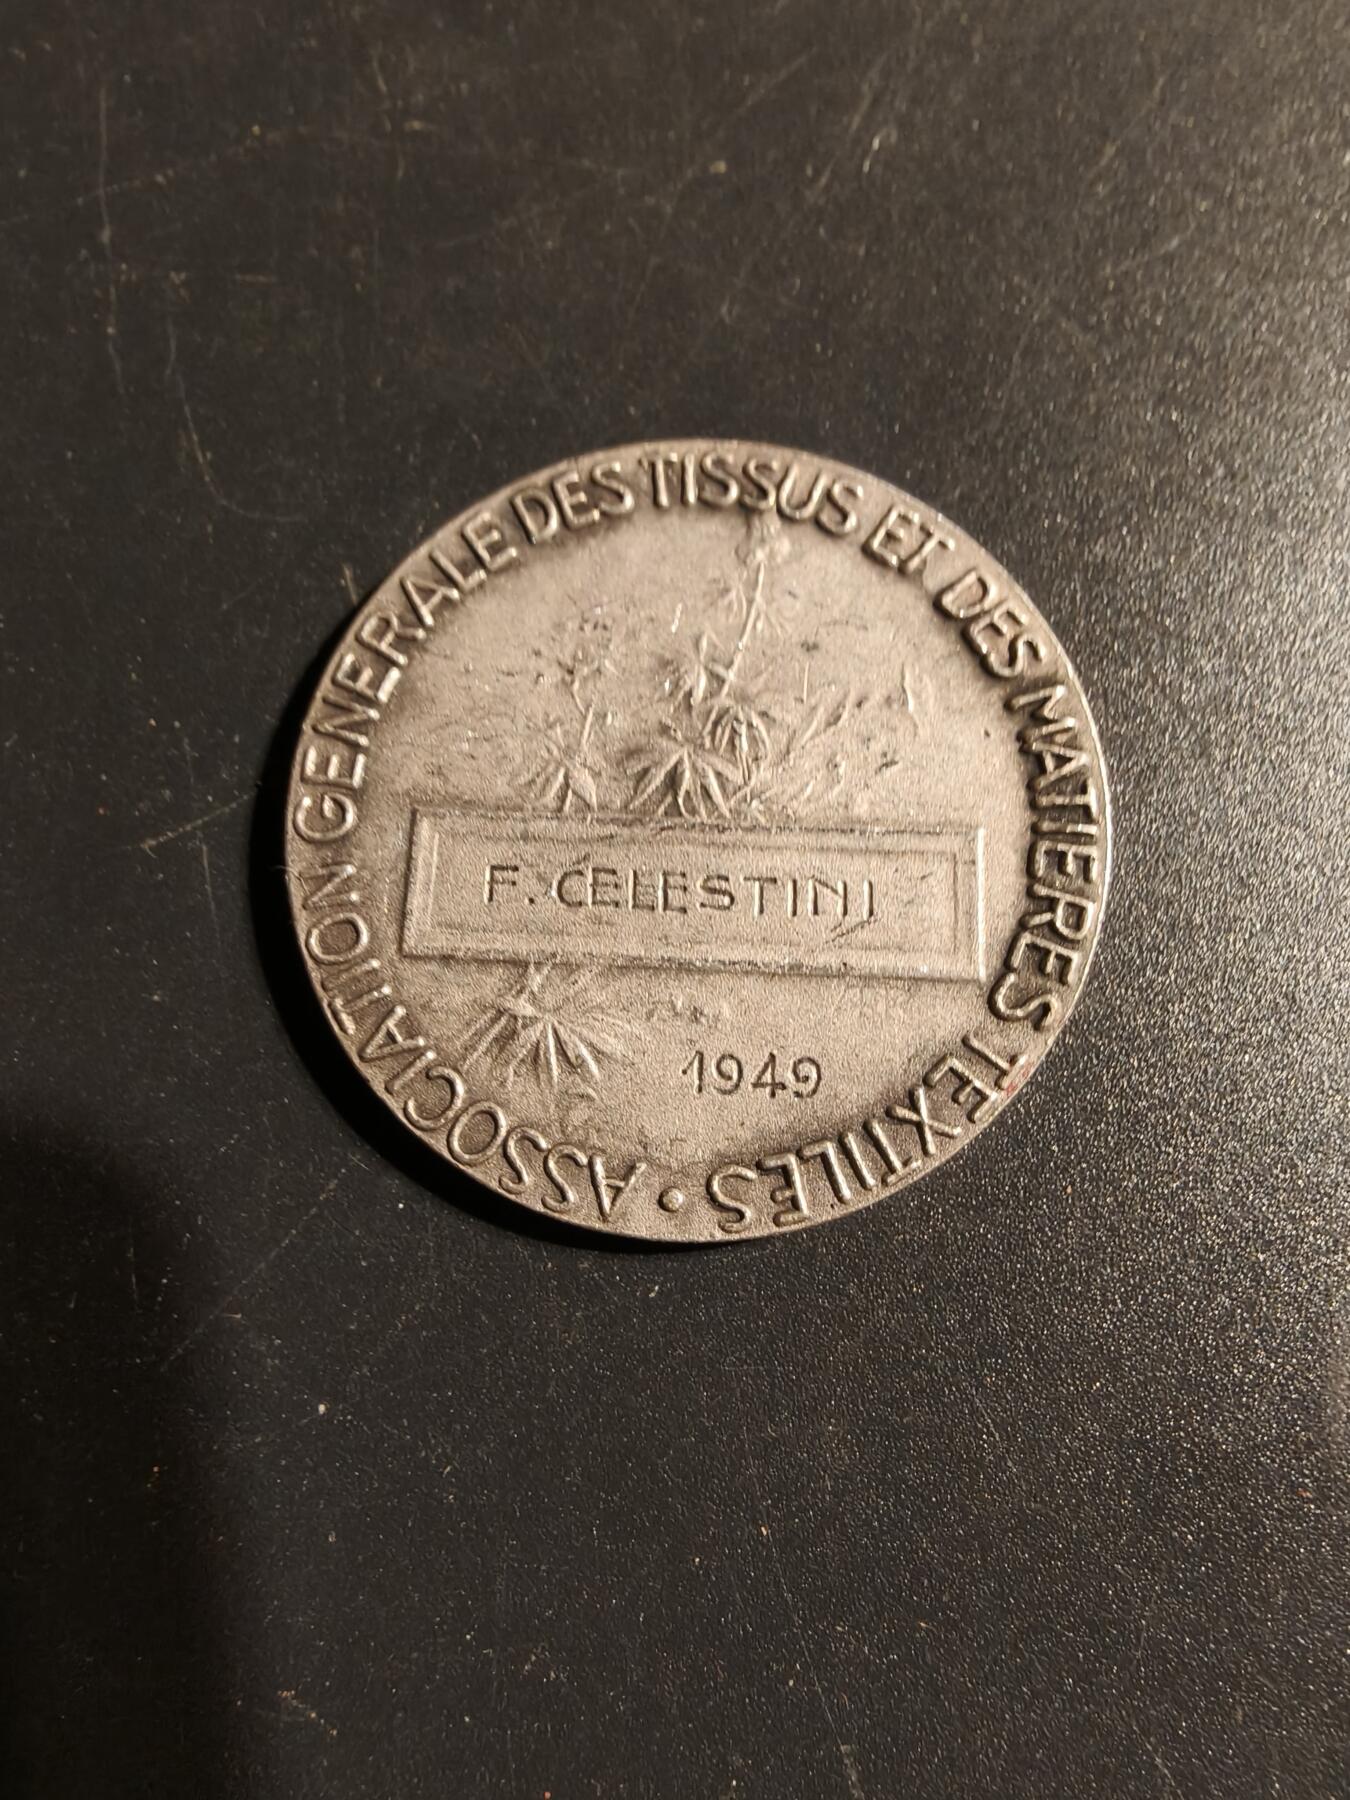 ASSOCIATION GENERALE DES TISSUS ET DES MATIERES TEXTILES •
F. CELESTINI
1949